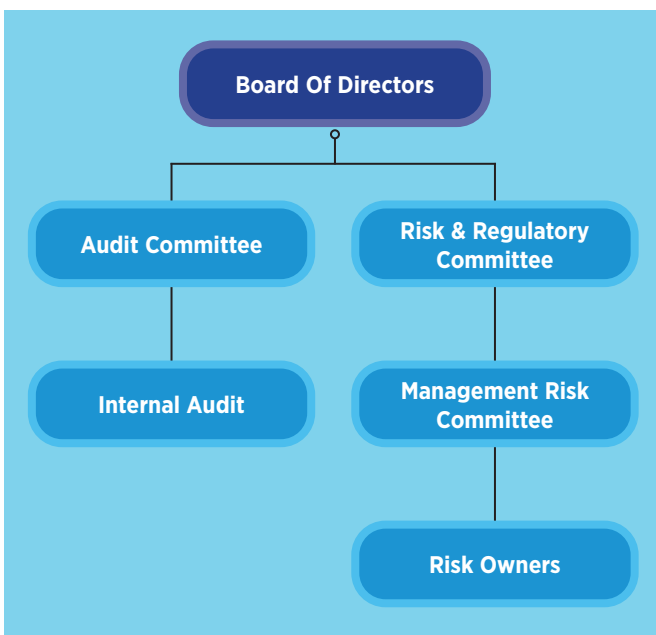 Board Of Directors
Audit Committee
Risk & Regulatory
Committee
Internal Audit
Management Risk
Committee
Risk Owners